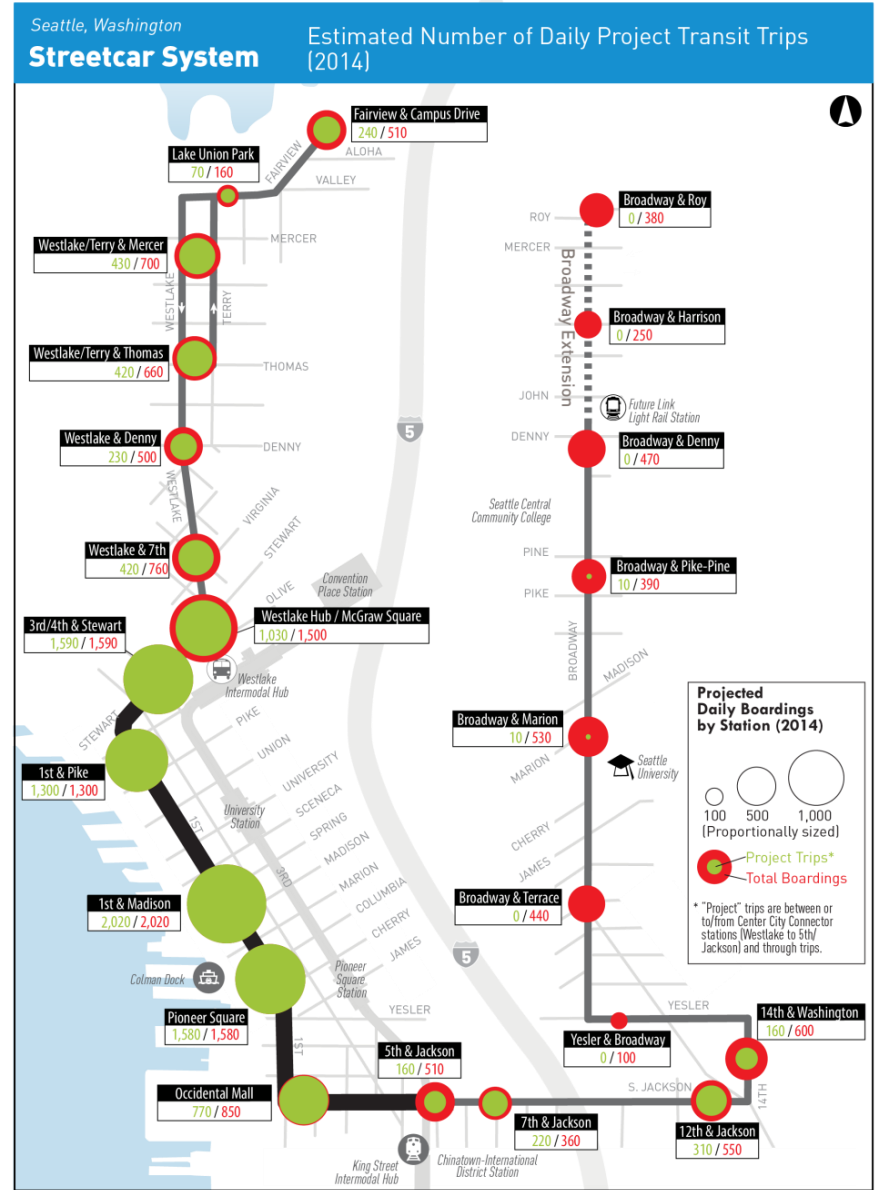 Seattle, Washington
Streetcar System
Estimated Number of Daily Project Transit Trips
(2014)
Fairview & Campus Drive
240 / 510
FAIRVIEW
ALOHA
Lake Union Park
70 / 160
VALLEY
Broadway & Roy
0 / 380
ROY
Westlake/Terry & Mercer
430 / 700
MERCER
MERCER
WESTLAKE
TERRY
Broadway Extension
Broadway & Harrison
0 / 250
Westlake/Terry & Thomas
420 / 660
THOMAS
JOHN
Future Link
Light Rail Station
5
Westlake & Denny
230 / 500
DENNY
DENNY
Broadway & Denny
0 / 470
WESTLAKE
VIRGINIA
STEWART
Seattle Central
Community College
Westlake & 7th
420 / 760
PINE
Broadway & Pike-Pine
10 / 390
PIKE
OLIVE
Convention
Place Station
Westlake Hub / McGraw Square
1,030 / 1,500
3rd/4th & Stewart
1,590 / 1,590
Westlake
Intermodal Hub
BROADWAY
MADISON
STEWART
PIKE
UNION
UNIVERSITY
SCENECA
SPRING
MADISON
MARION
COLUMBIA
CHERRY
JAMES
1st & Pike
1,300 / 1,300
1ST
University
Station
3RD
Broadway & Marion
10 / 530
MARION
Seattle
University
CHERRY
JAMES
Projected
Daily Boardings
by Station (2014)
100
500
1,000
(Proportionally sized)
Project Trips*
Total Boardings
* "Project" trips are between or
to/from Center City Connector
stations (Westlake to 5th/
Jackson) and through trips.
1st & Madison
2,020 / 2,020
Broadway & Terrace
0 / 440
5
Colman Dock
Pioneer
Square
Station
Pioneer Square
1,580 / 1,580
YESLER
YESLER
14th & Washington
160 / 600
Yesler & Broadway
0 / 100
1ST
5th & Jackson
160 / 510
S. JACKSON
14TH
Occidental Mall
770 / 850
7th & Jackson
220 / 360
12th & Jackson
310 / 550
King Street
Intermodal Hub
Chinatown-International
District Station